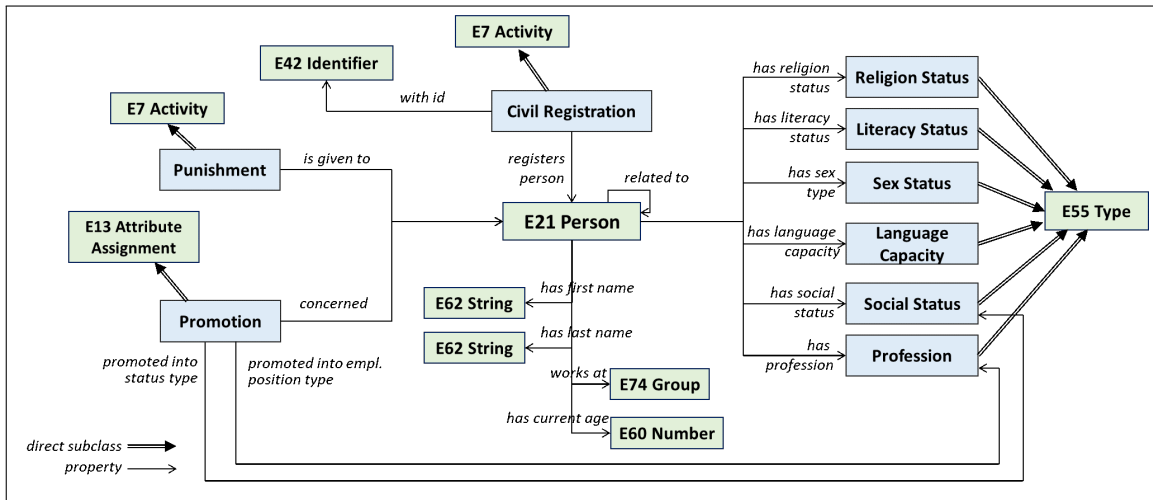 E7 Activity
E42 Identifier
with id
Civil Registration
E7 Activity
Punishment
is given to
registers
person
related to
E13 Attribute
Assignment
E21 Person
concerned
Promotion
promoted into
status type
promoted into empl.
position type
has first name
E62 String
has last name
E62 String
works at
E74 Group
has current age
E60 Number
has religion
status
Religion Status
has literacy
status
Literacy Status
has sex
type
Sex Status
E55 Type
has language
capacity
Language
Capacity
has social
status
Social Status
has
profession
Profession
direct subclass
property